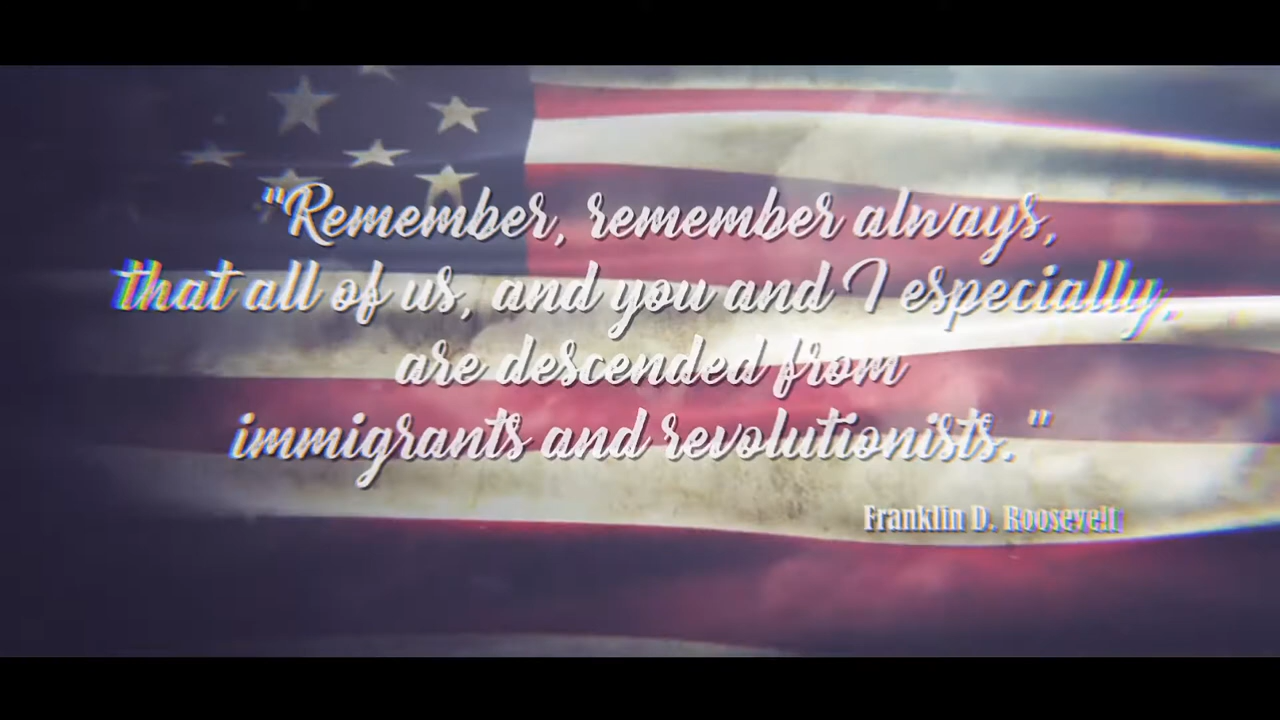 "Remember, remember always,
that all of us, and you and I especially,
are descended from
immigrants and revolutionists."
Franklin D. Roosevelt